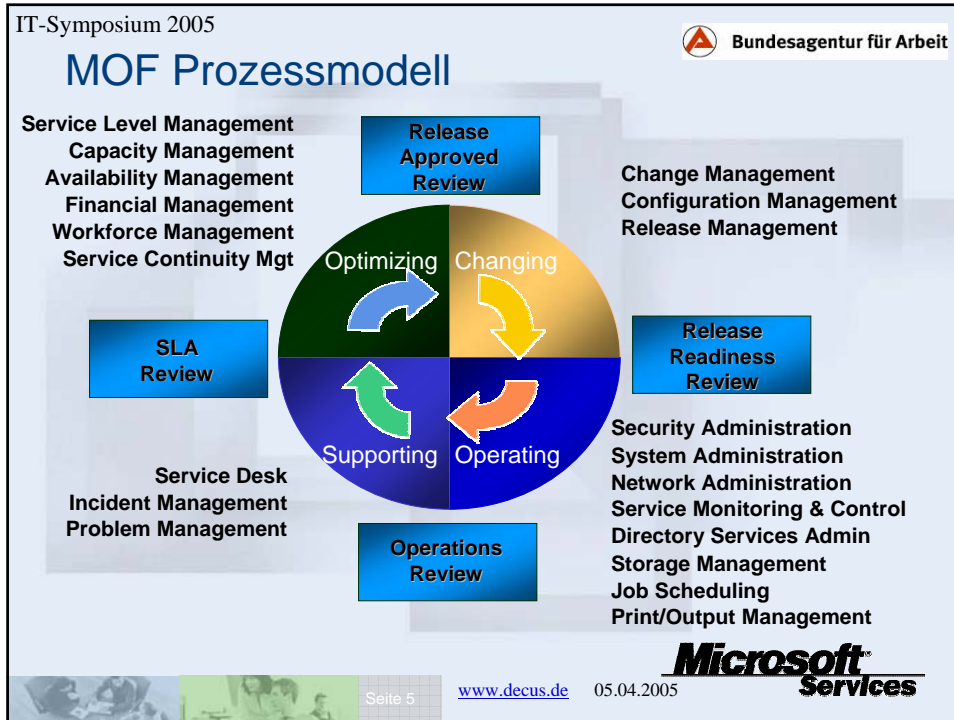 IT-Symposium 2005
Bundesagentur für Arbeit
MOF Prozessmodell
Service Level Management
Capacity Management
Availability Management
Financial Management
Workforce Management
Service Continuity Mgt
Release
Approved
Review
Change Management
Configuration Management
Release Management
Optimizing
Changing
SLA
Review
Release
Readiness
Review
Supporting
Operating
Service Desk
Incident Management
Problem Management
Security Administration
System Administration
Network Administration
Service Monitoring & Control
Directory Services Admin
Storage Management
Job Scheduling
Print/Output Management
Operations
Review
Microsoft
Services
Seite 5
www.decus.de
05.04.2005